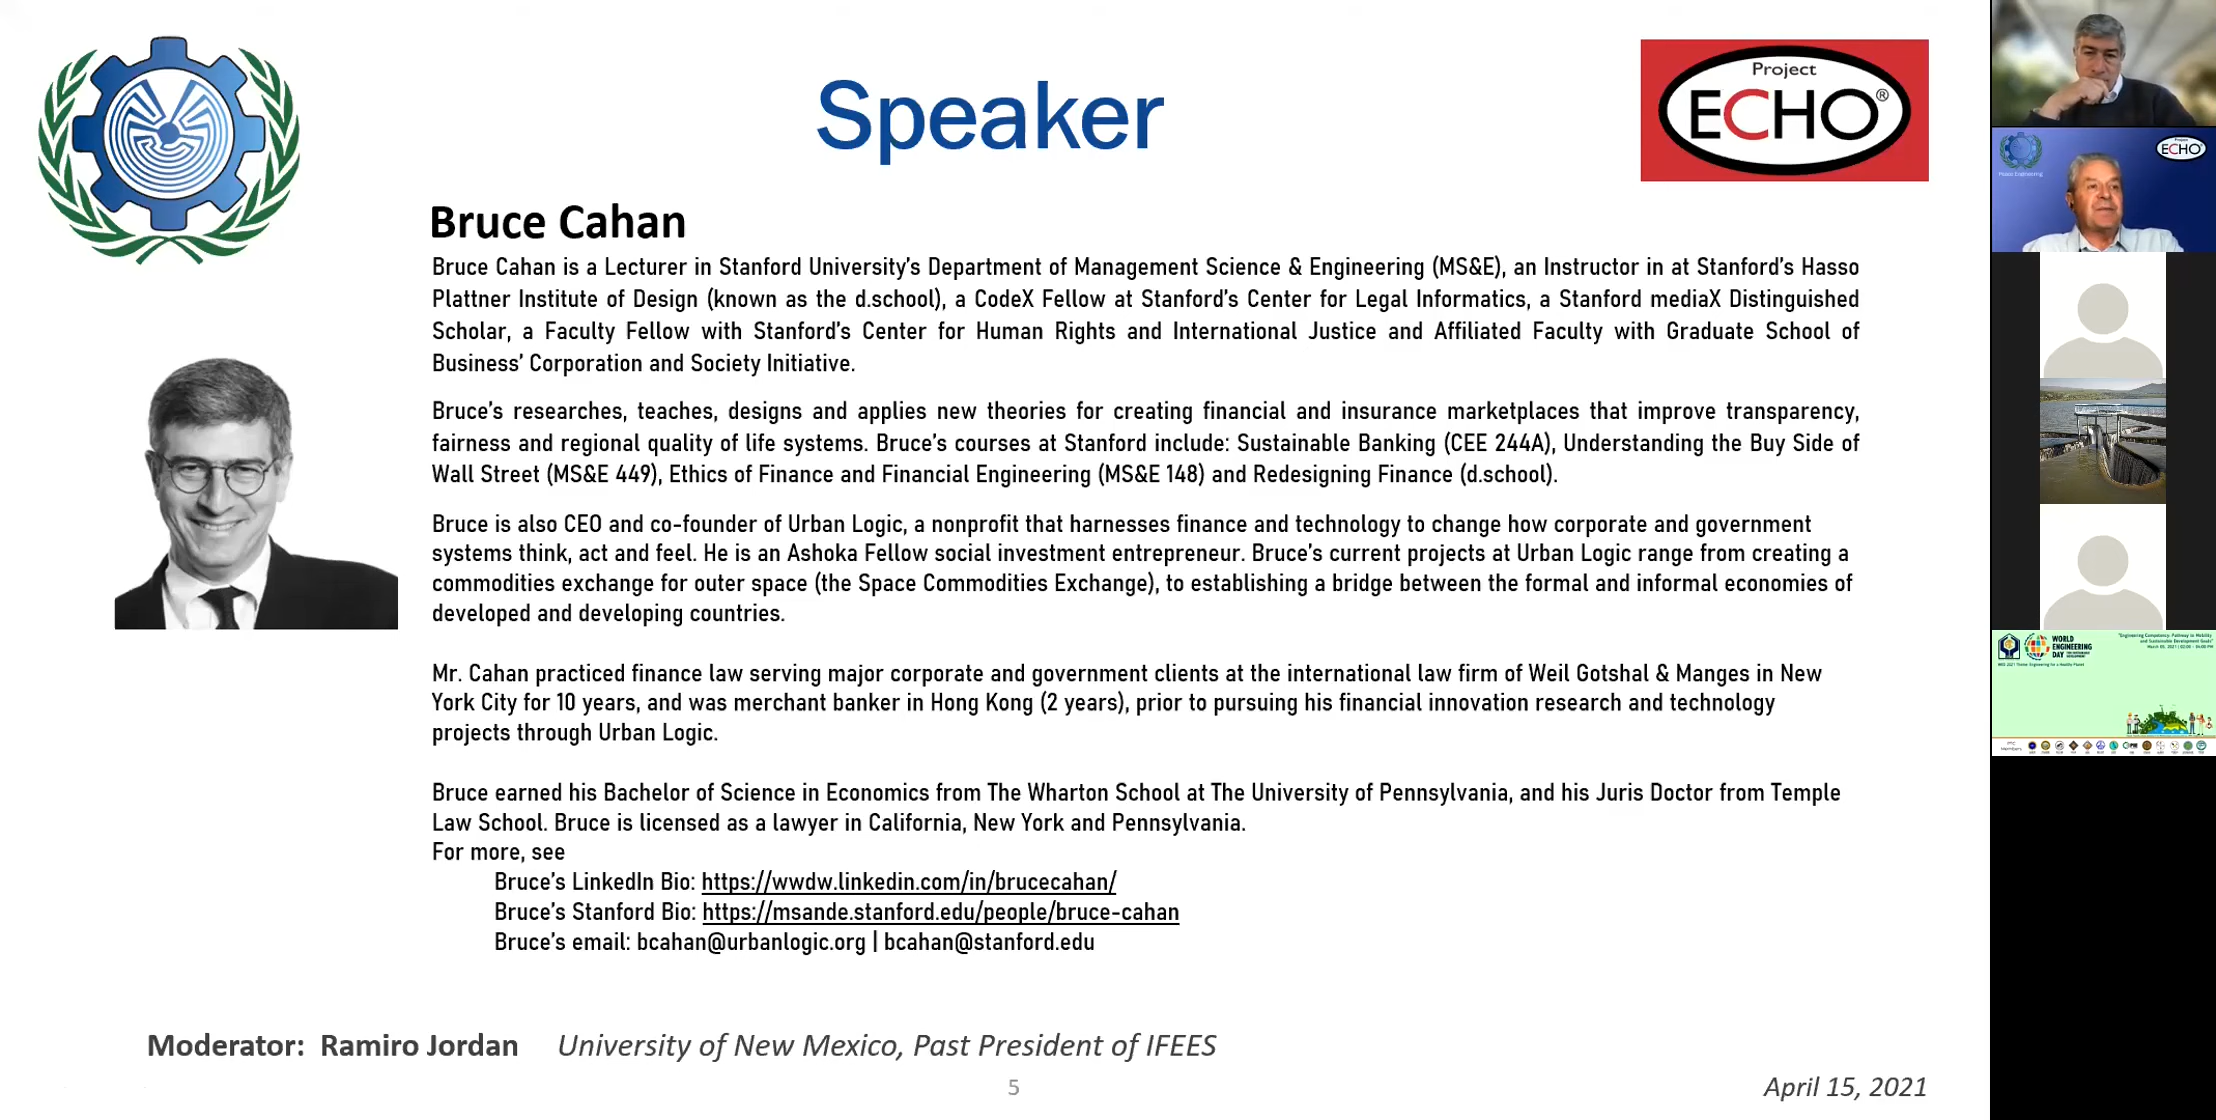 Speaker
Project
ECHO®
Bruce Cahan
Bruce Cahan is a Lecturer in Stanford University's Department of Management Science & Engineering (MS&E), an Instructor in at Stanford's Hasso
Plattner Institute of Design (known as the d.school), a CodeX Fellow at Stanford's Center for Legal Informatics, a Stanford mediaX Distinguished
Scholar, a Faculty Fellow with Stanford's Center for Human Rights and International Justice and Affiliated Faculty with Graduate School of
Business' Corporation and Society Initiative.
Bruce's researches, teaches, designs and applies new theories for creating financial and insurance marketplaces that improve transparency,
fairness and regional quality of life systems. Bruce's courses at Stanford include: Sustainable Banking (CEE 244A), Understanding the Buy Side of
Wall Street (MS&E 449), Ethics of Finance and Financial Engineering (MS&E 148) and Redesigning Finance (d.school).
Bruce is also CEO and co-founder of Urban Logic, a nonprofit that harnesses finance and technology to change how corporate and government
systems think, act and feel. He is an Ashoka Fellow social investment entrepreneur. Bruce's current projects at Urban Logic range from creating a
commodities exchange for outer space (the Space Commodities Exchange), to establishing a bridge between the formal and informal economies of
developed and developing countries.
Mr. Cahan practiced finance law serving major corporate and government clients at the international law firm of Weil Gotshal & Manges in New
York City for 10 years, and was merchant banker in Hong Kong (2 years), prior to pursuing his financial innovation research and technology
projects through Urban Logic.
Bruce earned his Bachelor of Science in Economics from The Wharton School at The University of Pennsylvania, and his Juris Doctor from Temple
Law School. Bruce is licensed as a lawyer in California, New York and Pennsylvania.
For more, see
Bruce's LinkedIn Bio: https://wwdw.linkedin.com/in/brucecahan/
Bruce's Stanford Bio: https://msande.stanford.edu/people/bruce-cahan
Bruce's email: bcahan@urbanlogic.org | bcahan@stanford.edu
Moderator: Ramiro Jordan University of New Mexico, Past President of IFEES
5
April 15, 2021
Project
ECHO
Peace Engineering
WORLD
ENGINEERING
DAY
"Engineering Competency: Pathway to Mobility
and Sustainable Development Goals"